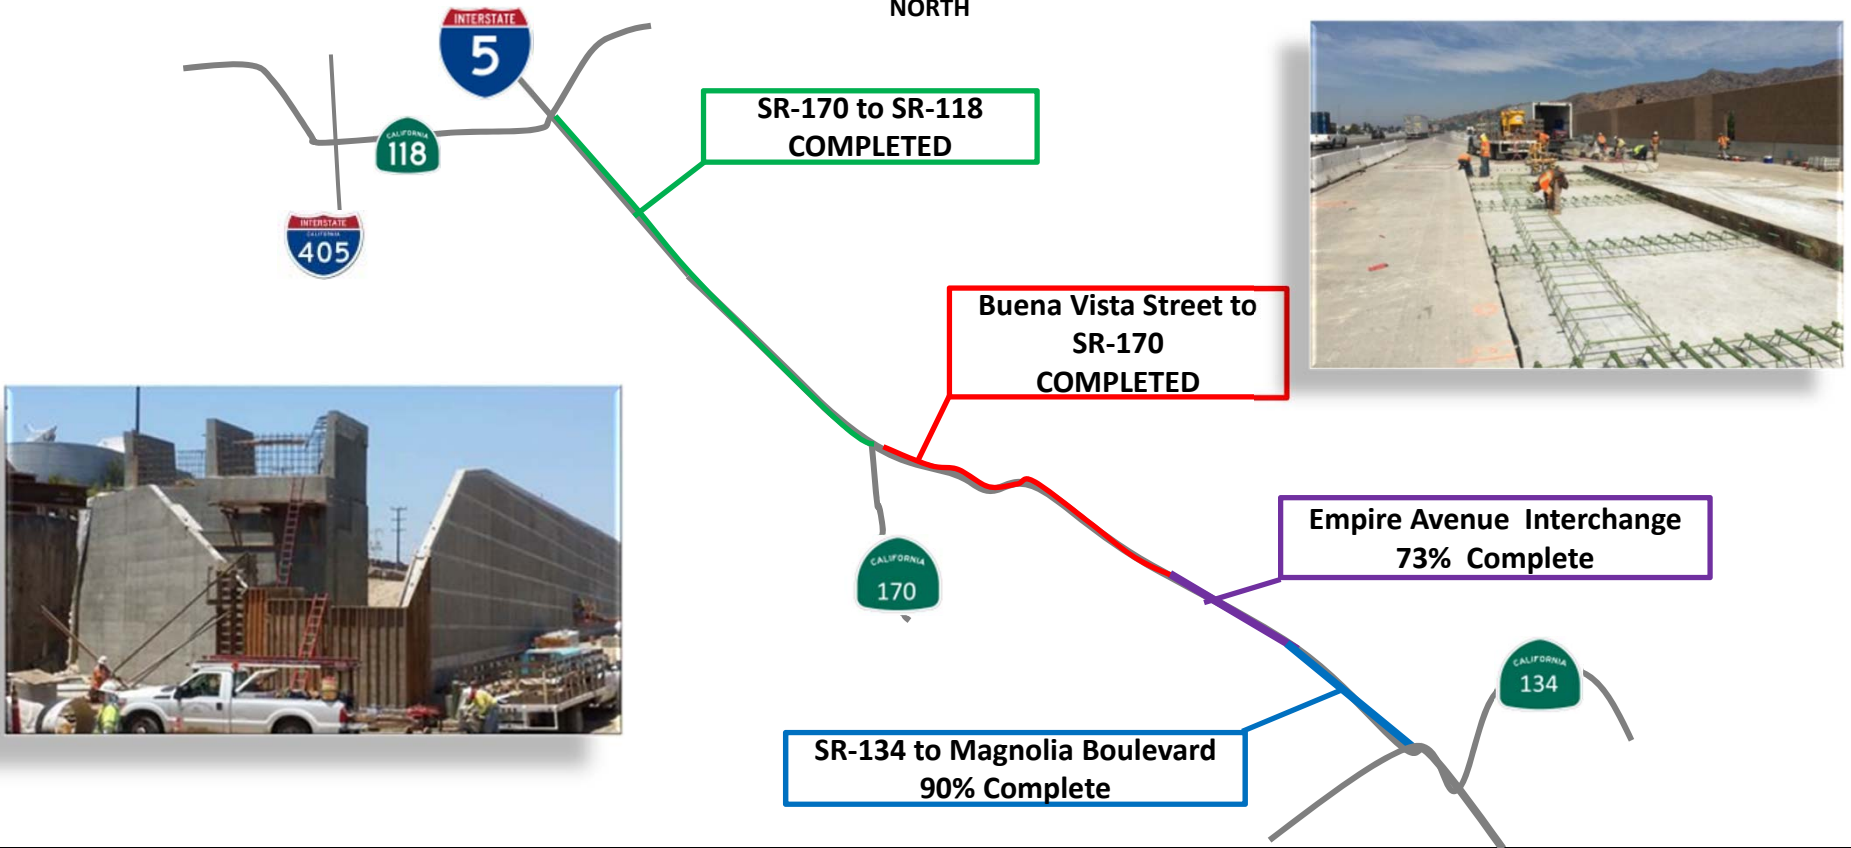 NORTH
INTERSTATE
5
SR-170 to SR-118
COMPLETED
CALIFORNIA
118
INTERSTATE
CALIFORNIA
405
Buena Vista Street to
SR-170
COMPLETED
Empire Avenue Interchange
73% Complete
CALIFORNIA
170
CALIFORNIA
134
SR-134 to Magnolia Boulevard
90% Complete